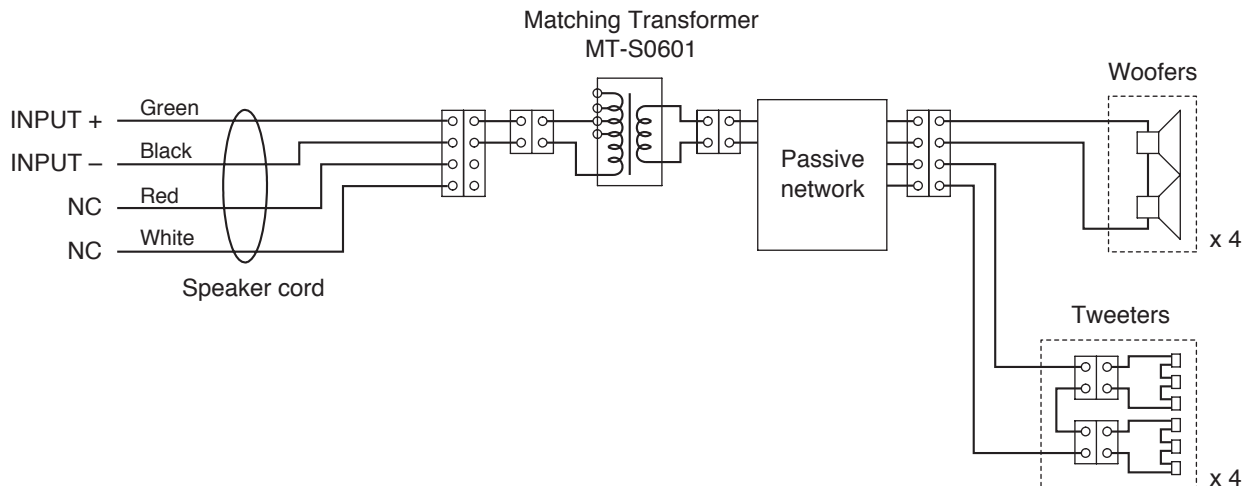 Matching Transformer
MT-S0601
Woofers
INPUT + Green
INPUT – Black
NC Red
NC White
Speaker cord
Passive
network
x 4
Tweeters
x 4